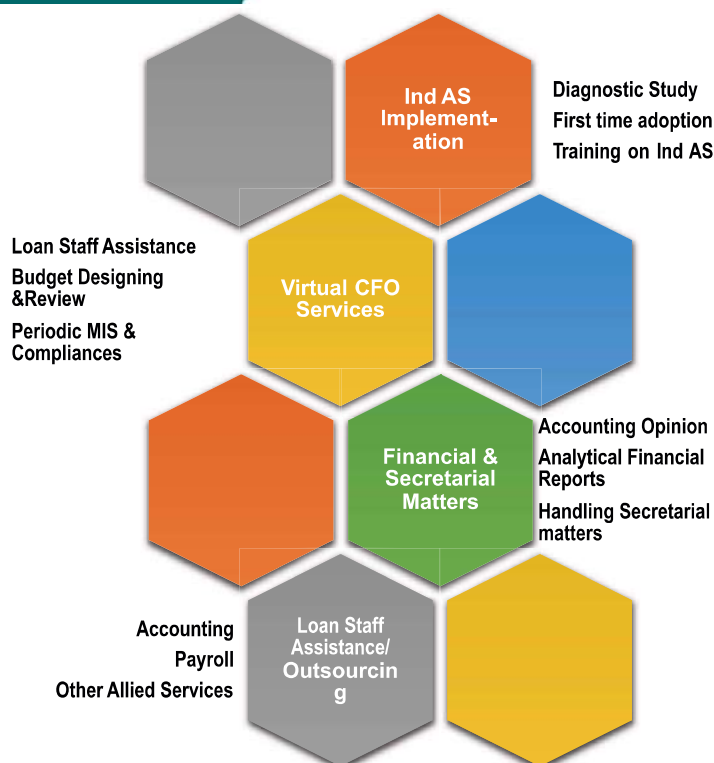 Ind AS
Implement-
ation
Diagnostic Study
First time adoption
Training on Ind AS
Loan Staff Assistance
Budget Designing
&Review
Periodic MIS &
Compliances
Virtual CFO
Services
Financial &
Secretarial
Matters
Accounting Opinion
Analytical Financial
Reports
Handling Secretarial
matters
Accounting
Payroll
Other Allied Services
Loan Staff
Assistance/
Outsourcin
g